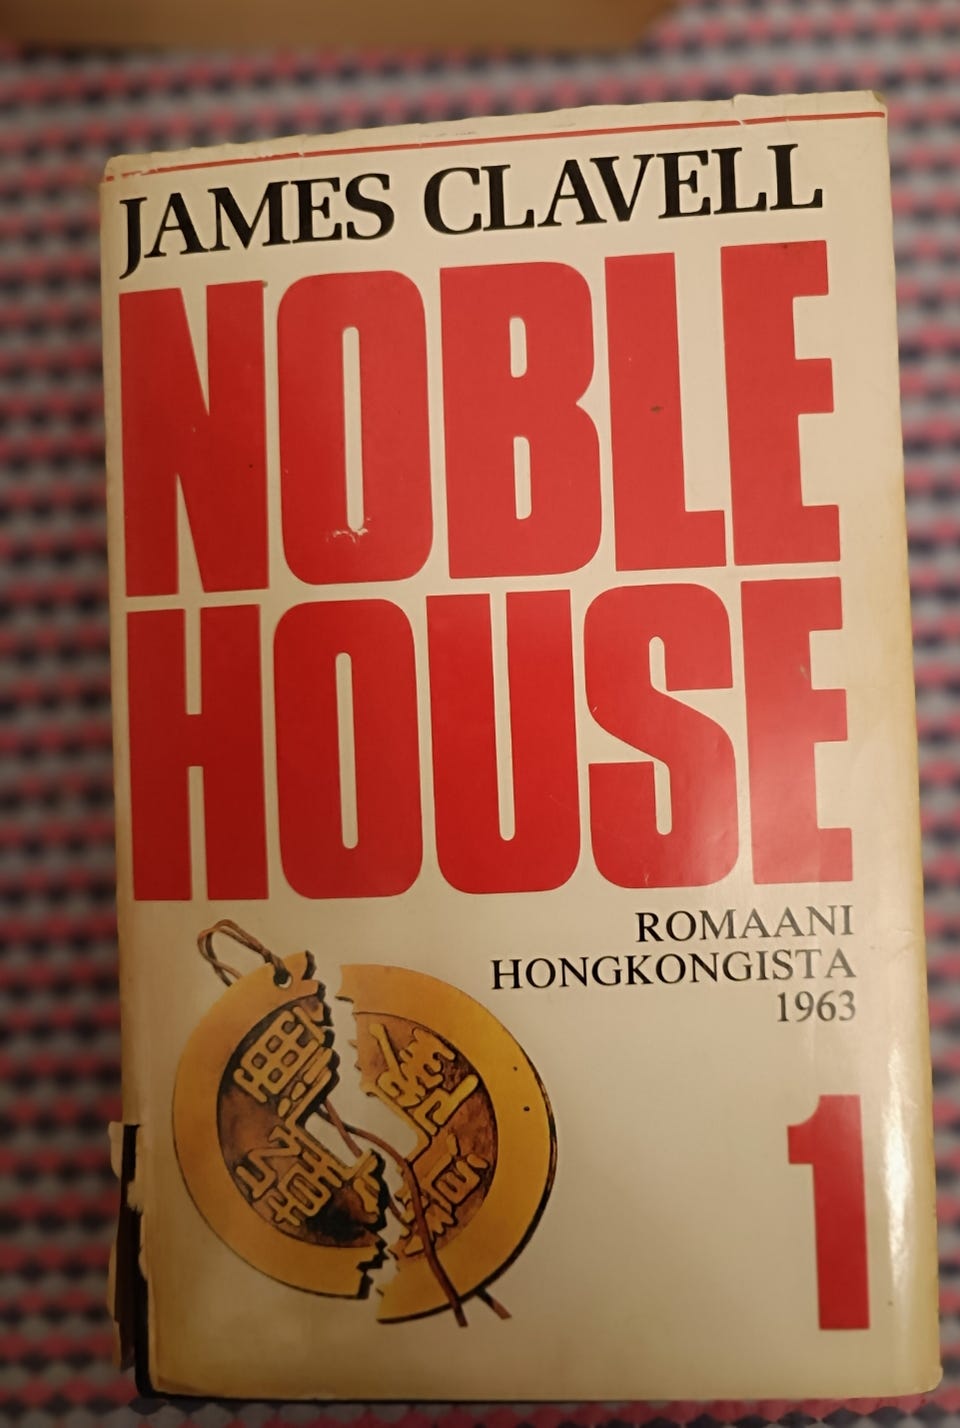 JAMES CLAVELL
NOBLE
HOUSE
ROMAANI
HONGKONGISTA
1963
1